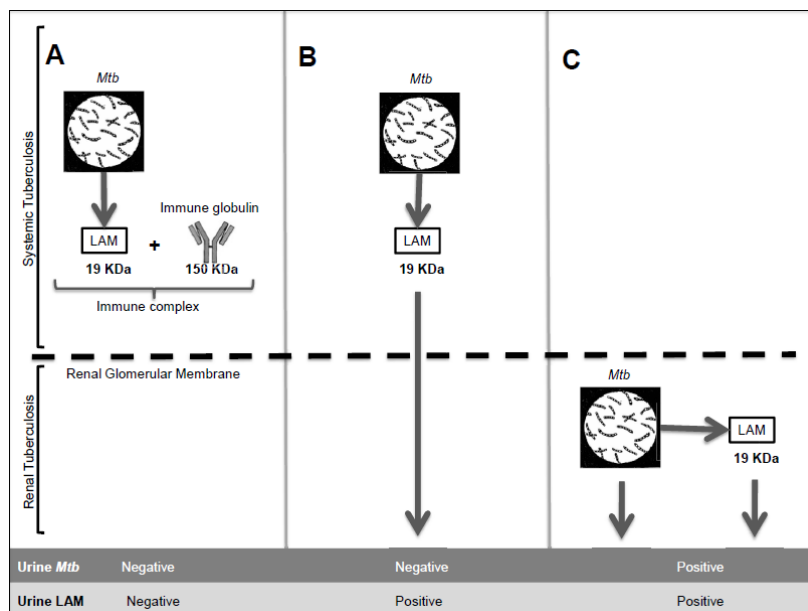 A
Mtb
Immune globulin
LAM
+
19 KDa
150 KDa
Immune complex
B
Mtb
LAM
19 KDa
C
Systemic Tuberculosis
Renal Glomerular Membrane
Renal Tuberculosis
Mtb
LAM
19 KDa
Urine Mtb Negative Negative Positive
Urine LAM Negative Positive Positive